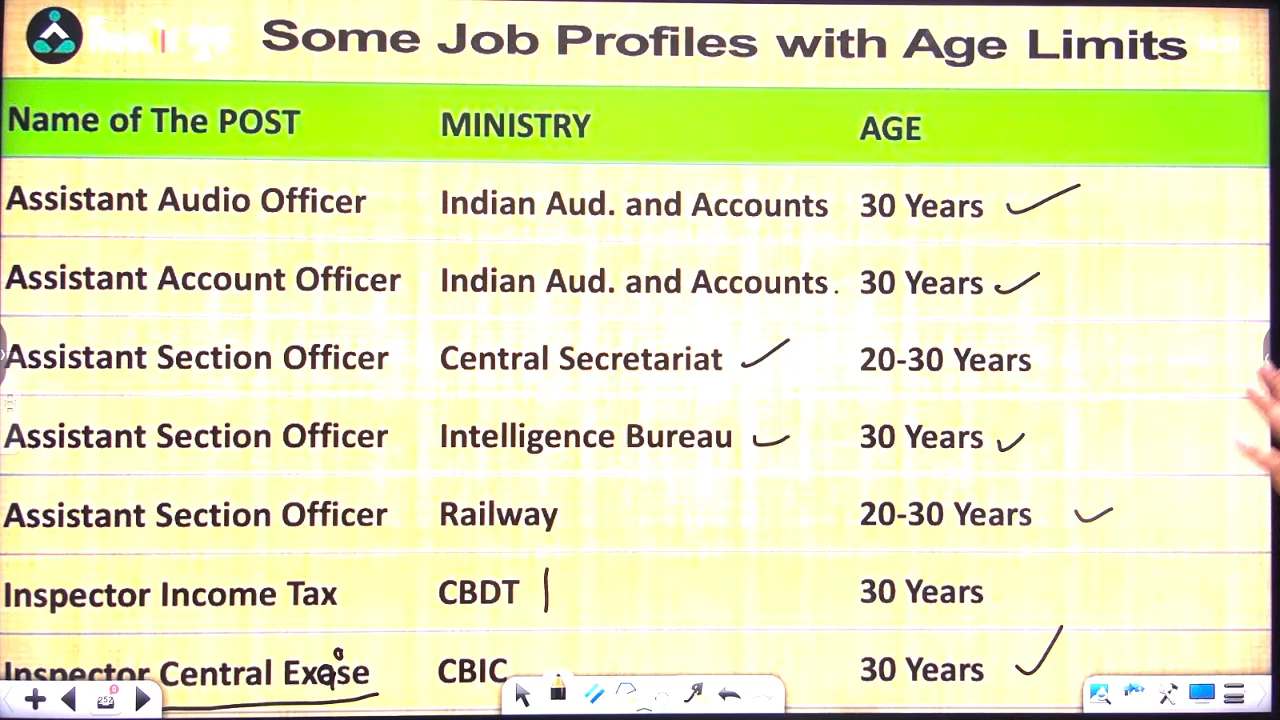 Some Job Profiles with Age Limits
Name of The POST MINISTRY AGE
Assistant Audio Officer Indian Aud. and Accounts 30 Years
Assistant Account Officer Indian Aud. and Accounts. 30 Years
Assistant Section Officer Central Secretariat 20-30 Years
Assistant Section Officer Intelligence Bureau 30 Years
Assistant Section Officer Railway 20-30 Years
Inspector Income Tax CBDT 30 Years
Inspector Central Exise CBIC 30 Years
252